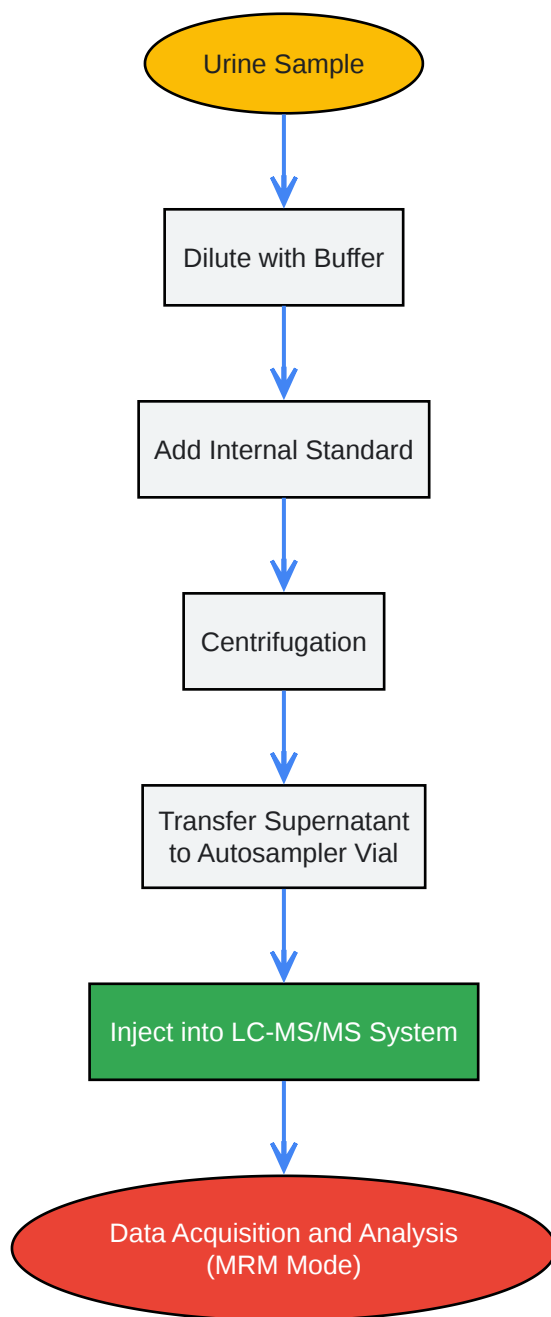 Urine Sample
Dilute with Buffer
Add Internal Standard
Centrifugation
Transfer Supernatant
to Autosampler Vial
Inject into LC-MS/MS System
Data Acquisition and Analysis
(MRM Mode)